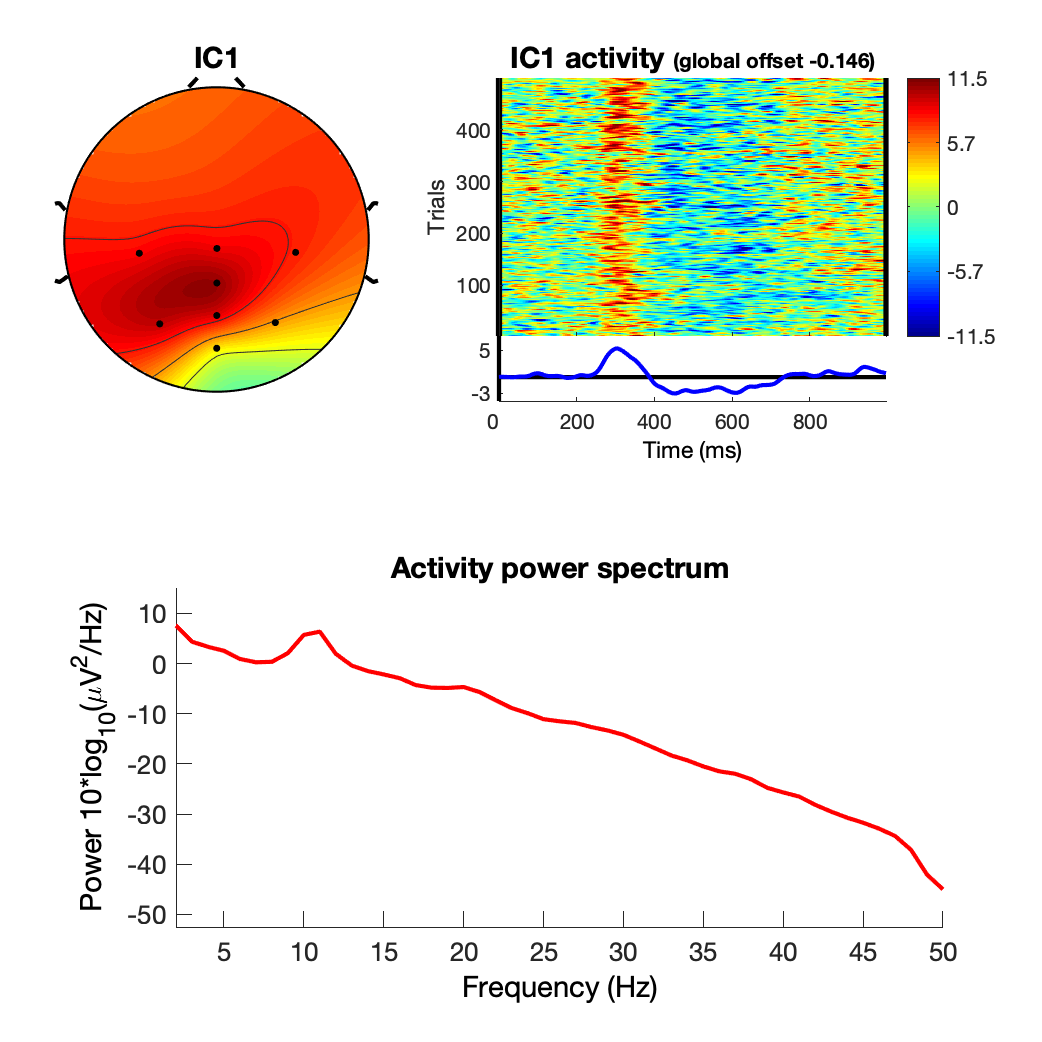 IC1
IC1 activity (global offset -0.146)
Trials
400
300
200
100
11.5
5.7
0
-5.7
-11.5
5
-3
0 200 400 600 800
Time (ms)
Activity power spectrum
Power 10*log10(μV2/Hz)
10
0
-10
-20
-30
-40
-50
5 10 15 20 25 30 35 40 45 50
Frequency (Hz)